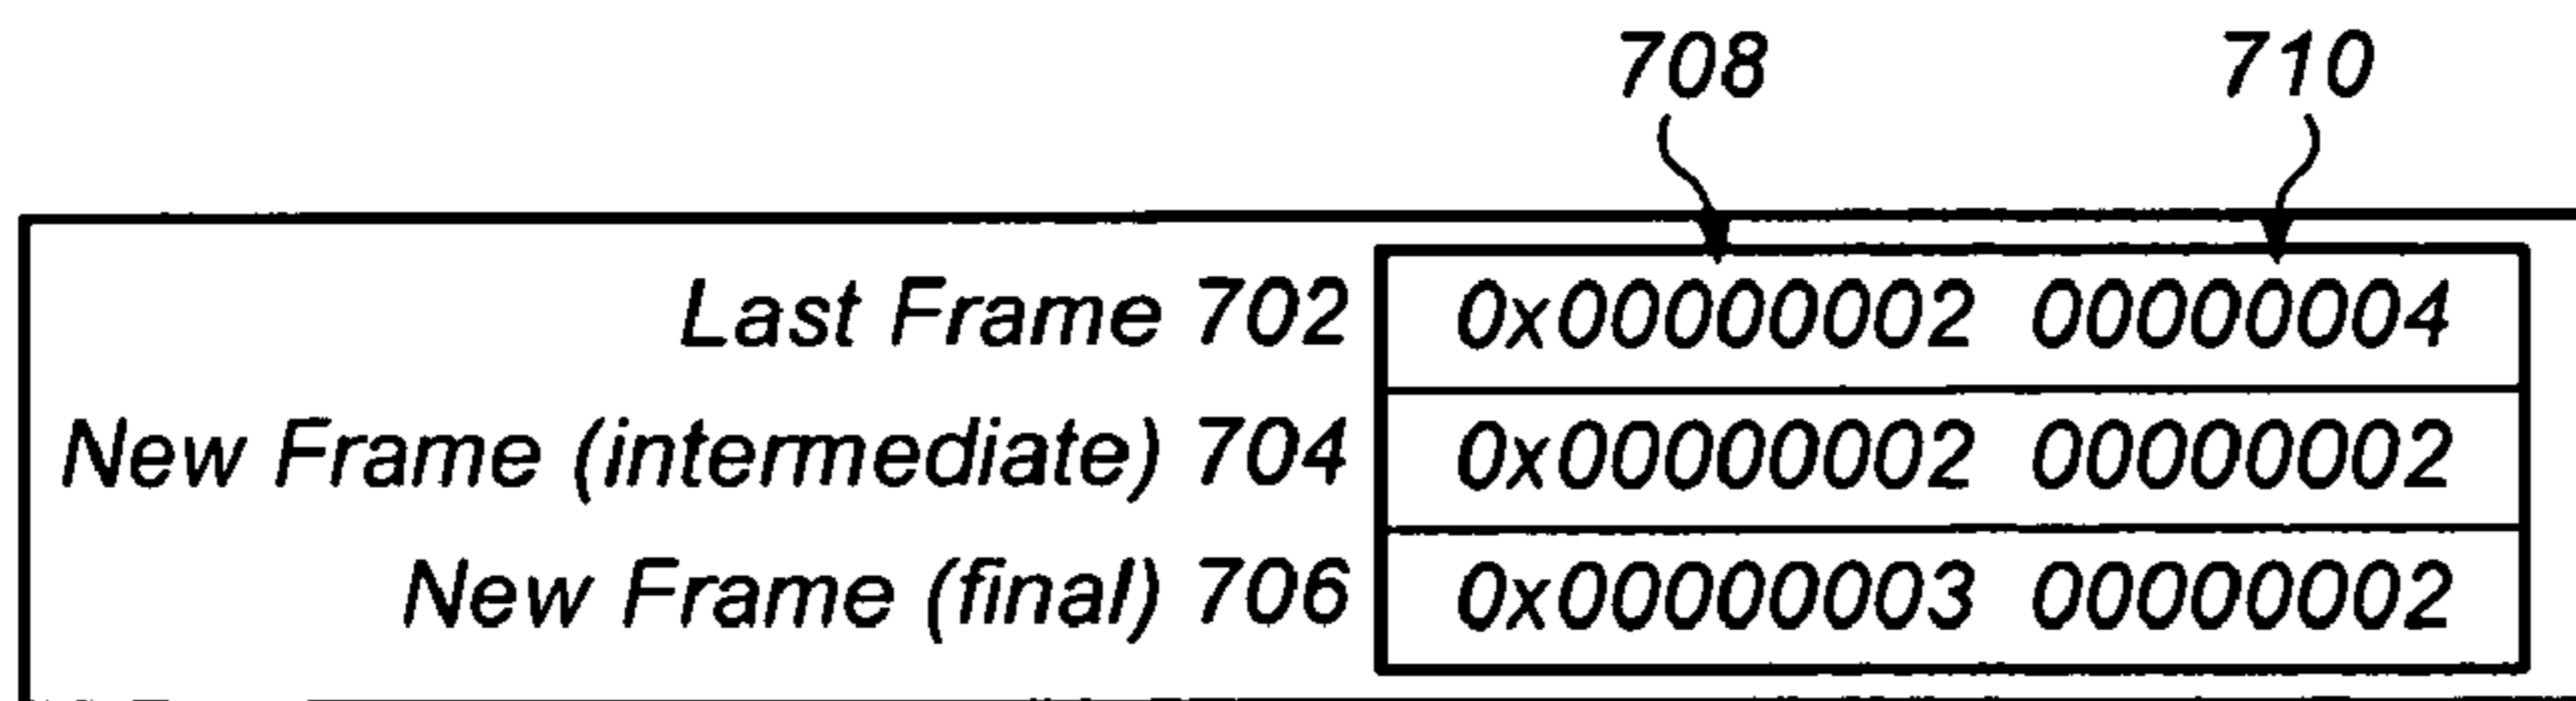 708 710
Last Frame 702 0x00000002 00000004
New Frame (intermediate) 704 0x00000002 00000002
New Frame (final) 706 0x00000003 00000002